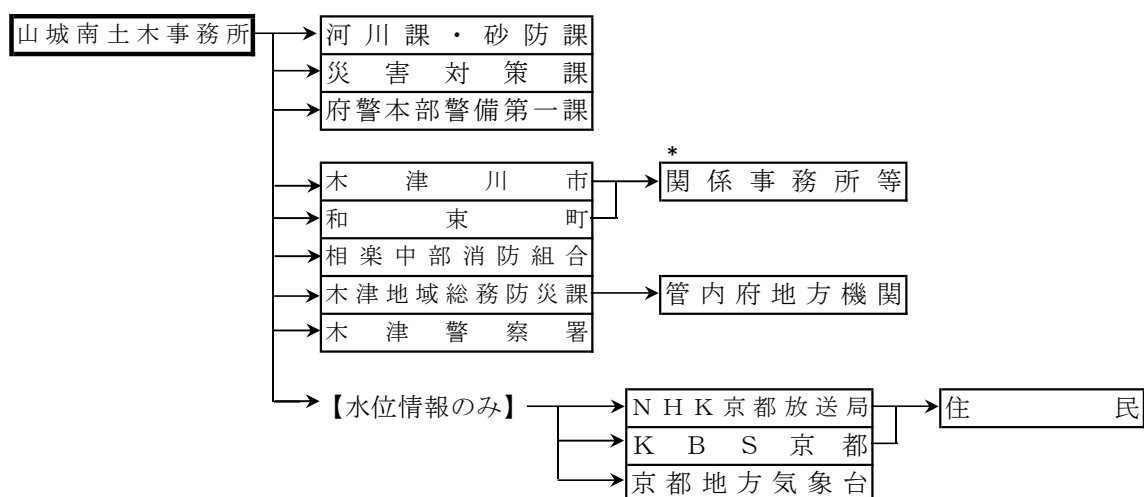 山城南土木事務所
河川課・砂防課
災害対策課
府警本部警備第一課
*
木津川市
関係事務所等
和束町
相楽中部消防組合
木津地域総務防災課
管内府地方機関
木津警察署
【水位情報のみ】
NHK京都放送局
住民
KBS京都
京都地方気象台